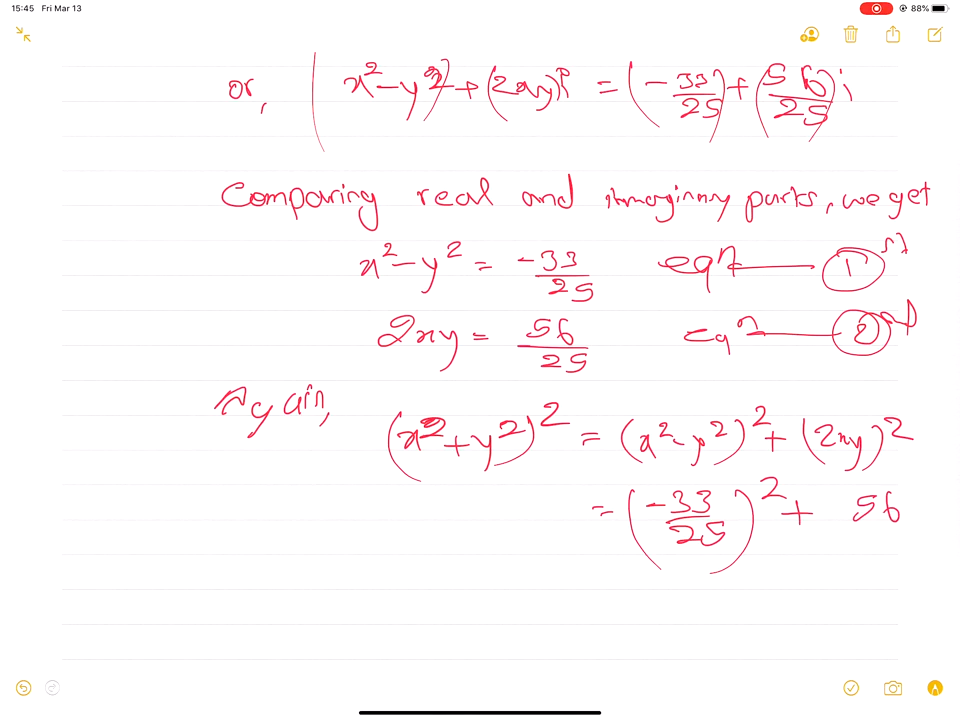 15:45 Fri Mar 13 88%
or, (x²-y²)+(2xy)i = (-33/25)+(56/25)i
Comparing real and imaginary parts, we get
x²-y² = -33/25 eqⁿ — ① st
2xy = 56/25 eqⁿ — ② nd
Again,
(x²+y²)² = (x²-y²)²+(2xy)²
= (-33/25)² + 56